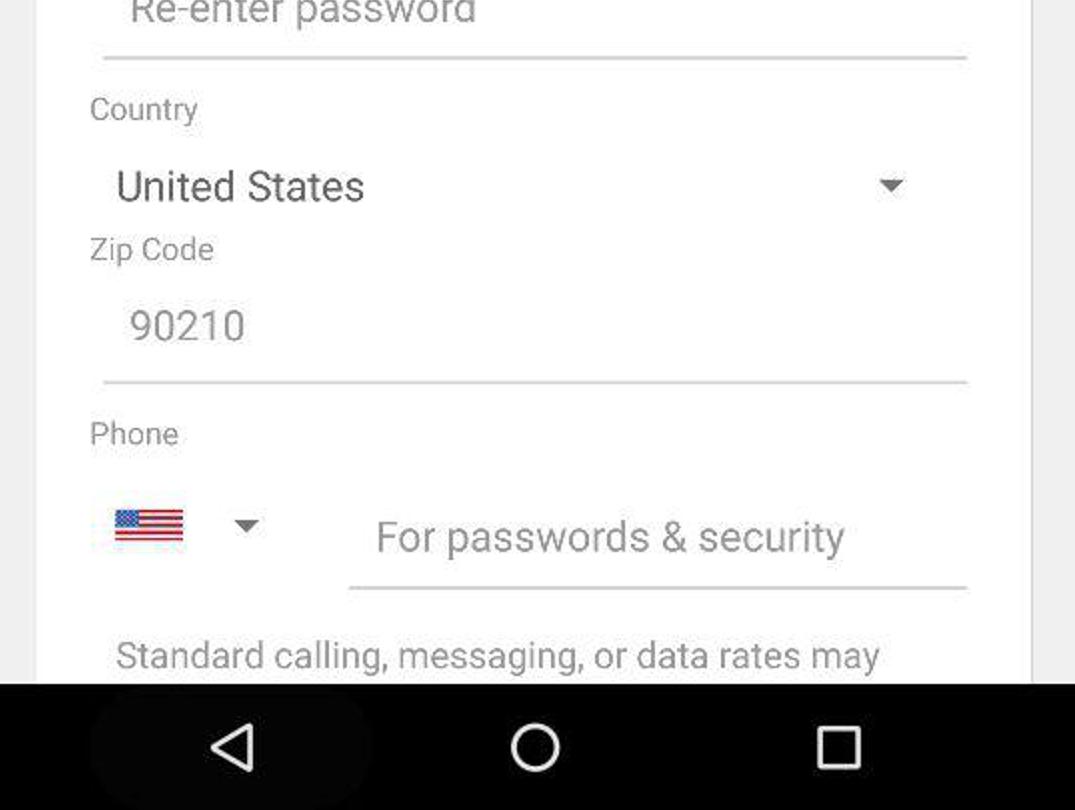 Re-enter password
Country
United States
Zip Code
90210
Phone
For passwords & security
Standard calling, messaging, or data rates may